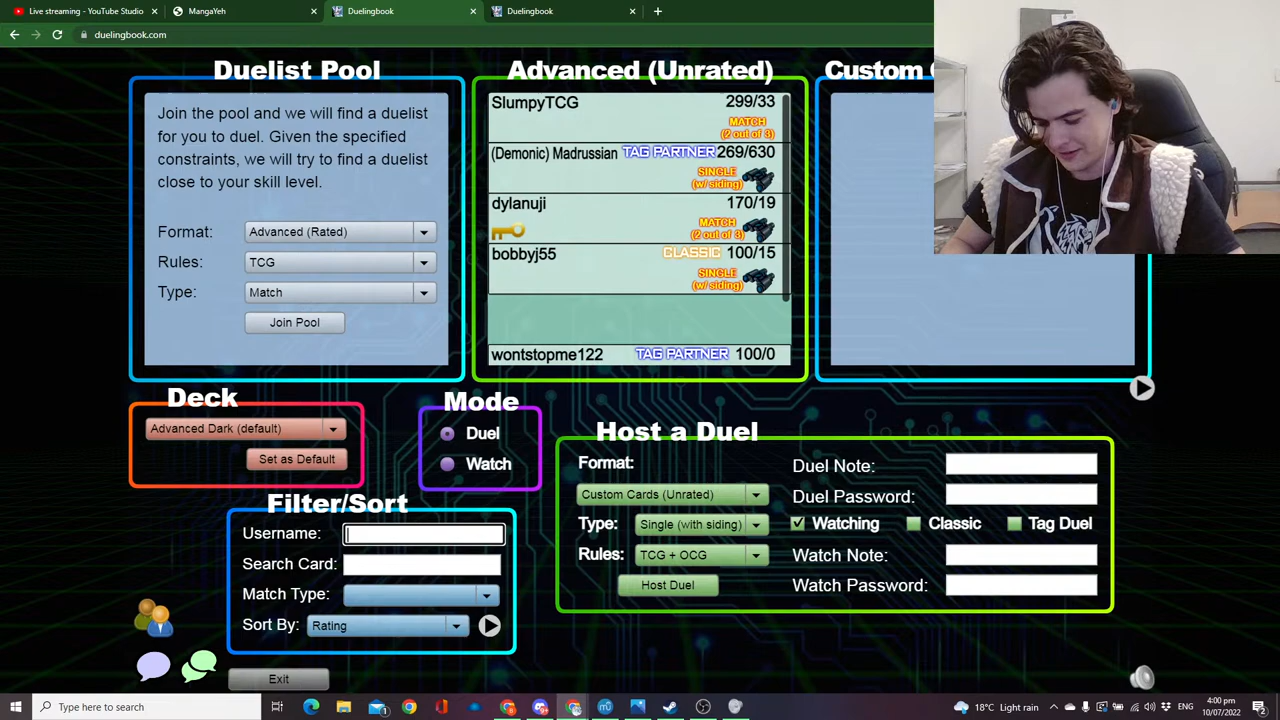 Live streaming - YouTube Studio
MangaYeh
Duelingbook
Duelingbook
duelingbook.com
Duelist Pool
Join the pool and we will find a duelist
for you to duel. Given the specified
constraints, we will try to find a duelist
close to your skill level.
Format: Advanced (Rated)
Rules: TCG
Type: Match
Join Pool
Advanced (Unrated)
SlumpyTCG 299/33
MATCH
(2 out of 3)
(Demonic) Madrussian TAG PARTNER 269/630
SINGLE
(w/ siding)
dylanuji 170/19
MATCH
(2 out of 3)
bobbyj55 CLASSIC 100/15
SINGLE
(w/ siding)
wontstopme122 TAG PARTNER 100/0
Custom
Deck
Advanced Dark (default)
Set as Default
Mode
Duel
Watch
Filter/Sort
Username:
Search Card:
Match Type:
Sort By: Rating
Host a Duel
Format:
Custom Cards (Unrated)
Type: Single (with siding)
Rules: TCG + OCG
Host Duel
Duel Note:
Duel Password:
Watching Classic Tag Duel
Watch Note:
Watch Password:
Exit
Type here to search
18°C Light rain
ENG
4:00 pm
10/07/2022